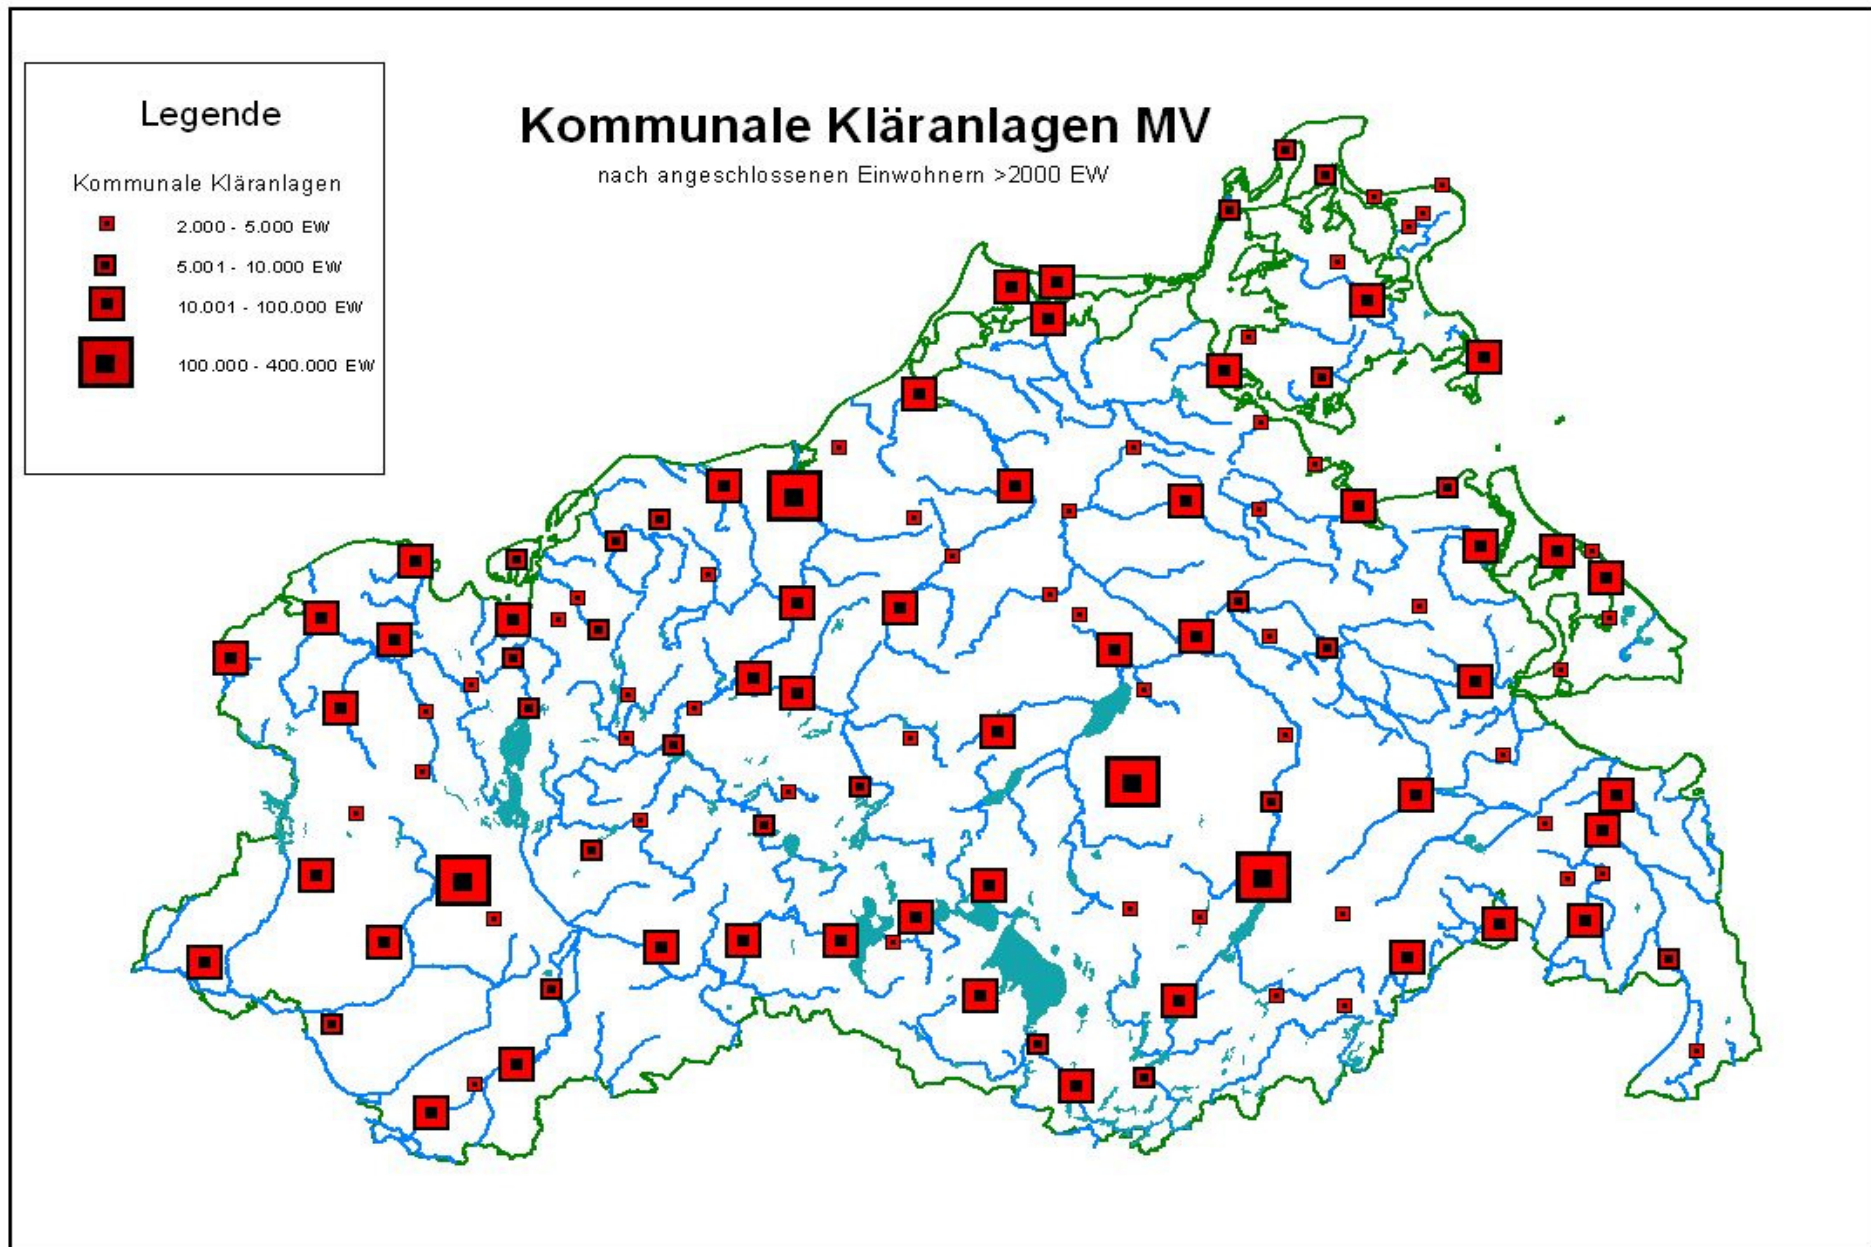 Legende
Kommunale Kläranlagen
2.000 - 5.000 EW
5.001 - 10.000 EW
10.001 - 100.000 EW
100.000 - 400.000 EW
Kommunale Kläranlagen MV
nach angeschlossenen Einwohnern >2000 EW